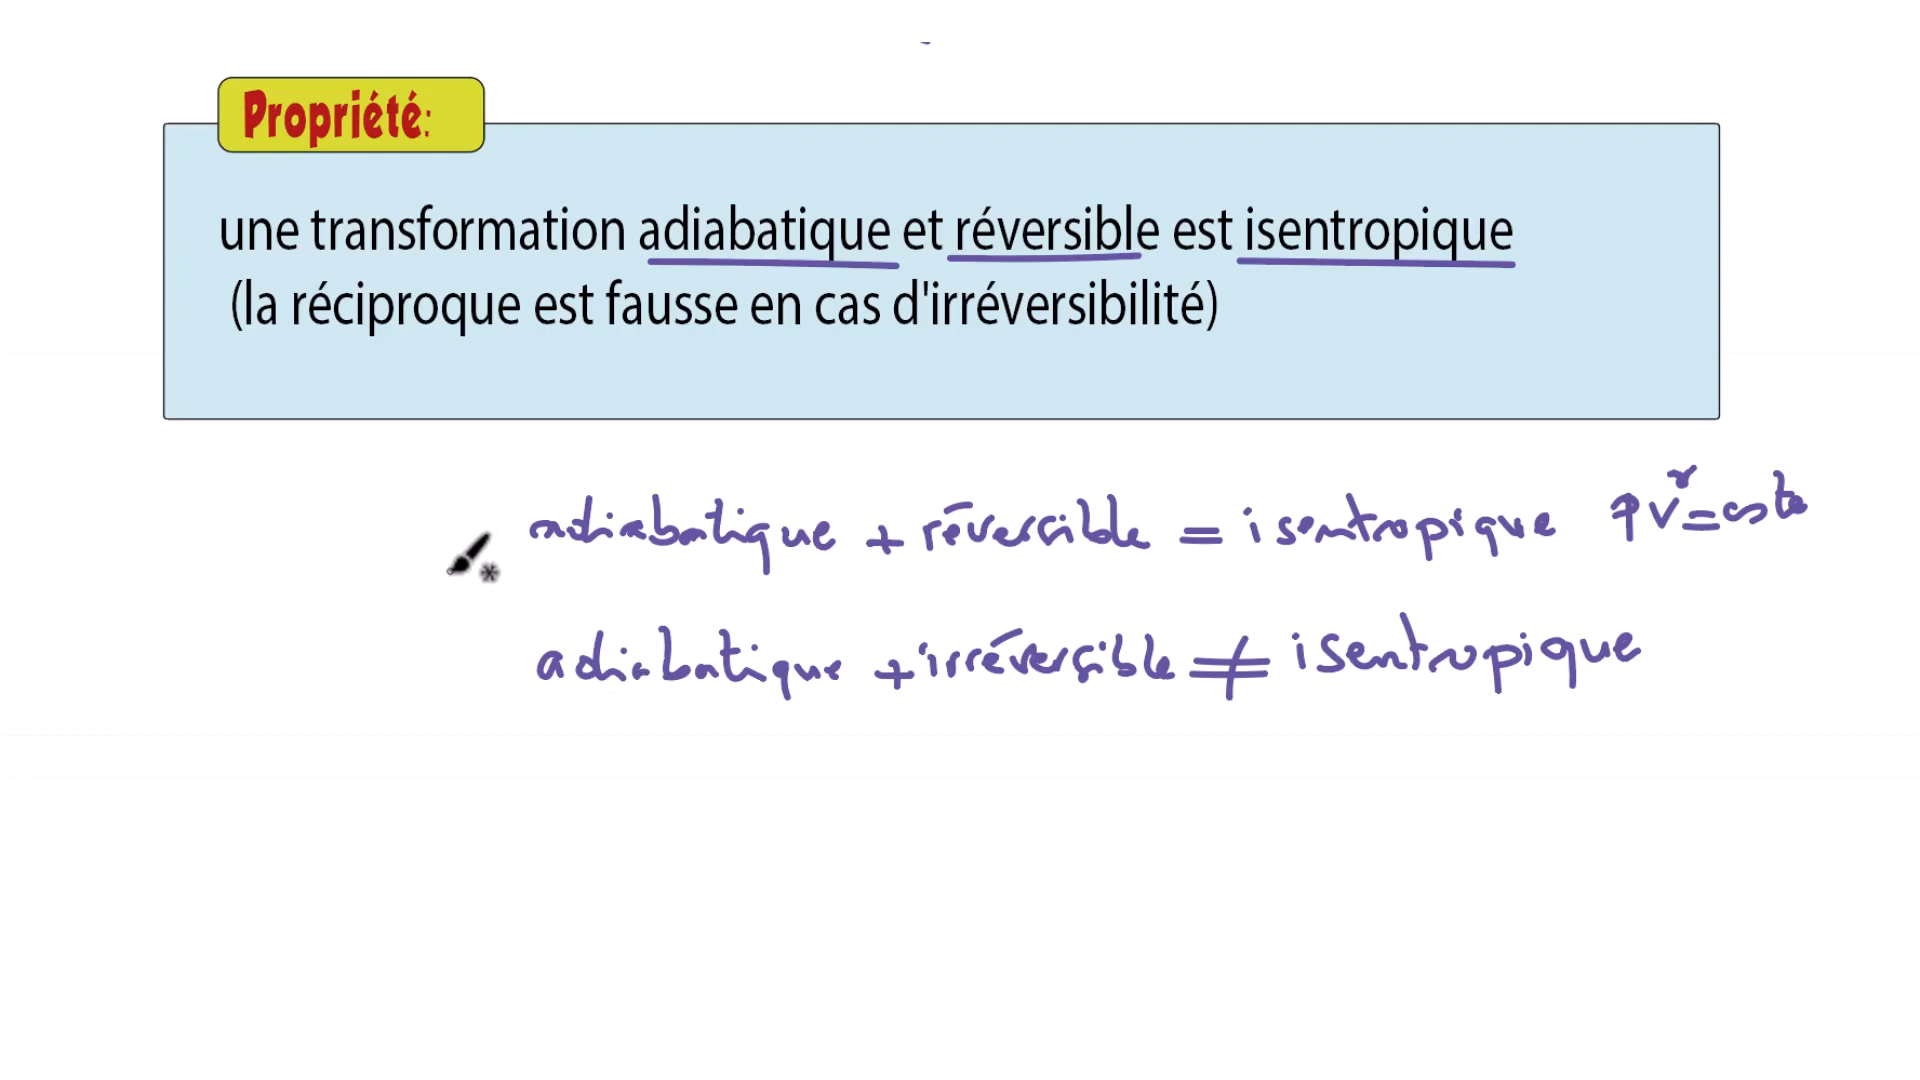 Propriété:
une transformation adiabatique et réversible est isentropique
(la réciproque est fausse en cas d'irréversibilité)
adiabatique + réversible = isentropique PV^γ = cste
adiabatique + irréversible ≠ isentropique